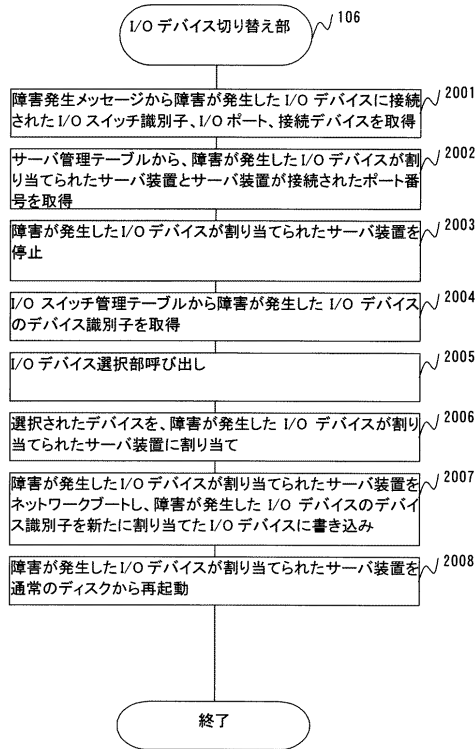 I/O デバイス切り替え部
106
障害発生メッセージから障害が発生した I/O デバイスに接続
された I/O スイッチ識別子、I/O ポート、接続デバイスを取得
2001
サーバ管理テーブルから、障害が発生した I/O デバイスが割
り当てられたサーバ装置とサーバ装置が接続されたポート番
号を取得
2002
障害が発生した I/O デバイスが割り当てられたサーバ装置を
停止
2003
I/O スイッチ管理テーブルから障害が発生した I/O デバイス
のデバイス識別子を取得
2004
I/O デバイス選択部呼び出し
2005
選択されたデバイスを、障害が発生した I/O デバイスが割り
当てられたサーバ装置に割り当て
2006
障害が発生した I/O デバイスが割り当てられたサーバ装置を
ネットワークブートし、障害が発生した I/O デバイスのデバイ
ス識別子を新たに割り当てた I/O デバイスに書き込み
2007
障害が発生した I/O デバイスが割り当てられたサーバ装置を
通常のディスクから再起動
2008
終了